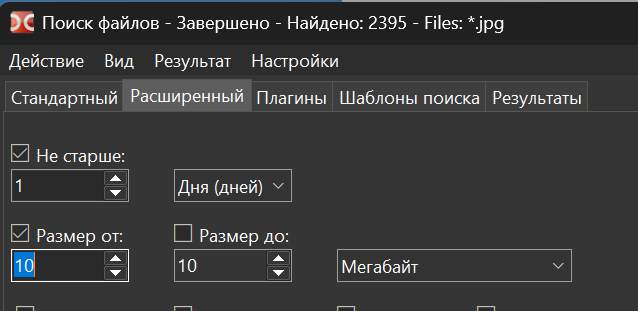 Поиск файлов - Завершено - Найдено: 2395 - Files: *.jpg
Действие Вид Результат Настройки
Стандартный Расширенный Плагины Шаблоны поиска Результаты
Не старше:
1 Дня (дней)
Размер от: Размер до:
10 10 Мегабайт